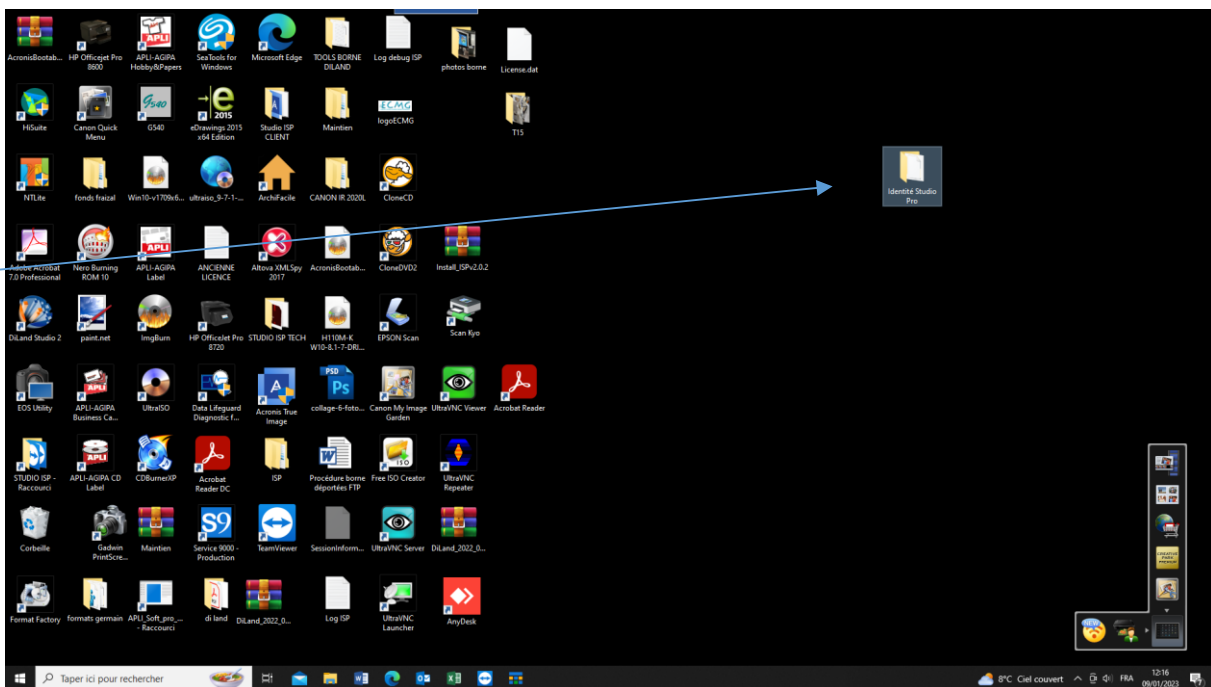 AcronisBootab...
HP Officejet Pro
8600
APLI-AGIPA
Hobby&Papers
SeaTools for
Windows
Microsoft Edge
TOOLS BORNE
DILAND
Log debug ISP
photos borne
License.dat
HiSuite
Canon Quick
Menu
G540
eDrawings 2015
x64 Edition
Studio ISP
CLIENT
Maintien
logoECMG
T15
NTLite
fonds fraizal
Win10-v1709x6...
ultraiso_9-7-1-...
ArchiFacile
CANON IR 2020L
CloneCD
Identité Studio
Pro
Adobe Acrobat
7.0 Professional
Nero Burning
ROM 10
APLI-AGIPA
Label
ANCIENNE
LICENCE
Altova XMLSpy
2017
AcronisBootab...
CloneDVD2
Install_ISPv2.0.2
DiLand Studio 2
paint.net
ImgBurn
HP OfficeJet Pro
8720
STUDIO ISP TECH
H110M-K
W10-8.1-7-DRI...
EPSON Scan
Scan Kyo
EOS Utility
APLI-AGIPA
Business Ca...
UltraISO
Data Lifeguard
Diagnostic f...
Acronis True
Image
collage-6-foto...
Canon My Image
Garden
UltraVNC Viewer
Acrobat Reader
STUDIO ISP -
Raccourci
APLI-AGIPA CD
Label
CDBurnerXP
Acrobat
Reader DC
ISP
Procédure borne
déportées FTP
Free ISO Creator
UltraVNC
Repeater
Corbeille
Gadwin
PrintScre...
Maintien
Service 9000 -
Production
TeamViewer
SessionInform...
UltraVNC Server
DiLand_2022_0...
Format Factory
formats germain
APLI_Soft_pro_...
- Raccourci
di land
DiLand_2022_0...
Log ISP
UltraVNC
Launcher
AnyDesk
Taper ici pour rechercher
8°C Ciel couvert
FRA
12:16
09/01/2023